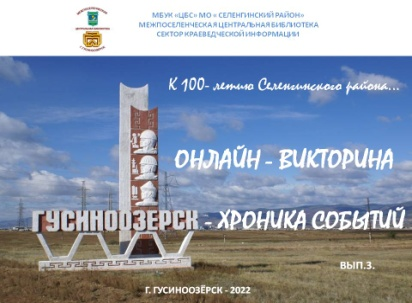 МБУК «ЦБС» МО « СЕЛЕНГИНСКИЙ РАЙОН»
МЕЖПОСЕЛЕНЧЕСКАЯ ЦЕНТРАЛЬНАЯ БИБЛИОТЕКА
СЕКТОР КРАЕВЕДЧЕСКОЙ ИНФОРМАЦИИ
К 100- летию Селенгинского района...
ОНЛАЙН - ВИКТОРИНА
ГУСИНООЗЕРСК - ХРОНИКА СОБЫТИЙ
ВЫП.3.
Г. ГУСИНООЗЁРСК - 2022